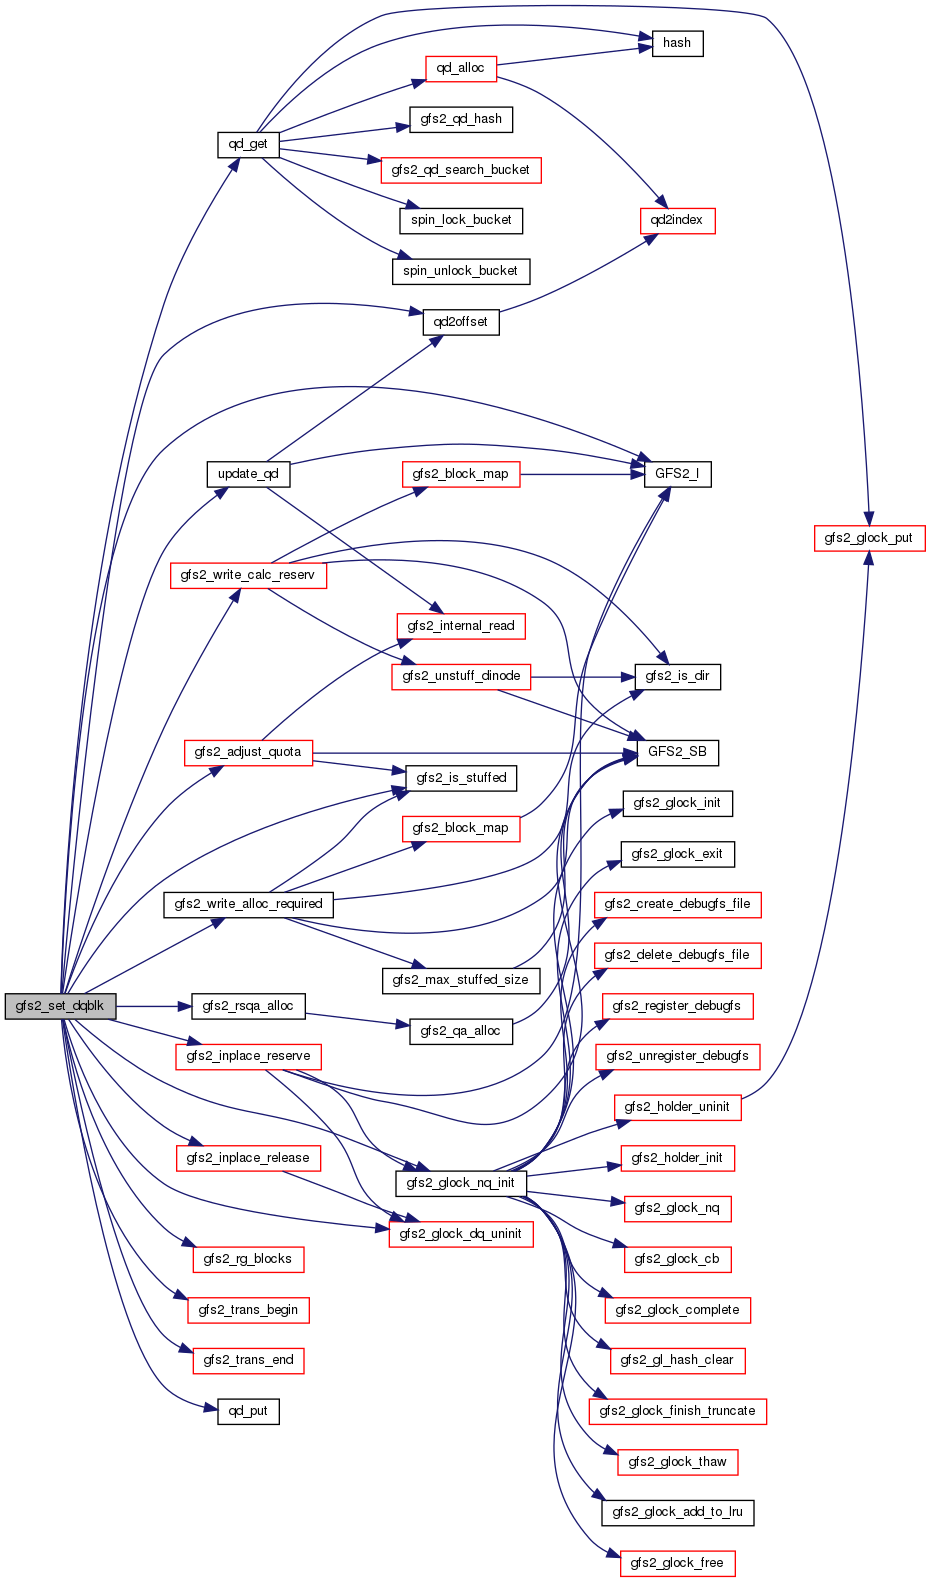 hash
qd_alloc
gfs2_qd_hash
qd_get
gfs2_qd_search_bucket
spin_lock_bucket
qd2index
spin_unlock_bucket
qd2offset
update_qd
gfs2_block_map
GFS2_I
gfs2_glock_put
gfs2_write_calc_reserv
gfs2_internal_read
gfs2_unstuff_dinode
gfs2_is_dir
gfs2_adjust_quota
GFS2_SB
gfs2_is_stuffed
gfs2_glock_init
gfs2_block_map
gfs2_glock_exit
gfs2_write_alloc_required
gfs2_create_debugfs_file
gfs2_delete_debugfs_file
gfs2_max_stuffed_size
gfs2_set_dqblk
gfs2_rsqa_alloc
gfs2_register_debugfs
gfs2_qa_alloc
gfs2_inplace_reserve
gfs2_unregister_debugfs
gfs2_holder_uninit
gfs2_inplace_release
gfs2_holder_init
gfs2_glock_nq_init
gfs2_glock_nq
gfs2_glock_dq_uninit
gfs2_rg_blocks
gfs2_glock_cb
gfs2_trans_begin
gfs2_glock_complete
gfs2_trans_end
gfs2_gl_hash_clear
qd_put
gfs2_glock_finish_truncate
gfs2_glock_thaw
gfs2_glock_add_to_lru
gfs2_glock_free